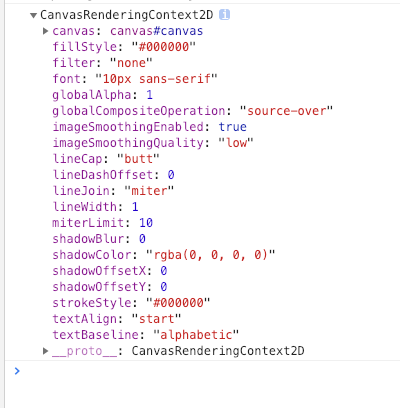 ▼CanvasRenderingContext2D i
▶canvas: canvas#canvas
fillStyle: "#000000"
filter: "none"
font: "10px sans-serif"
globalAlpha: 1
globalCompositeOperation: "source-over"
imageSmoothingEnabled: true
imageSmoothingQuality: "low"
lineCap: "butt"
lineDashOffset: 0
lineJoin: "miter"
lineWidth: 1
miterLimit: 10
shadowBlur: 0
shadowColor: "rgba(0, 0, 0, 0)"
shadowOffsetX: 0
shadowOffsetY: 0
strokeStyle: "#000000"
textAlign: "start"
textBaseline: "alphabetic"
▶__proto__: CanvasRenderingContext2D
>